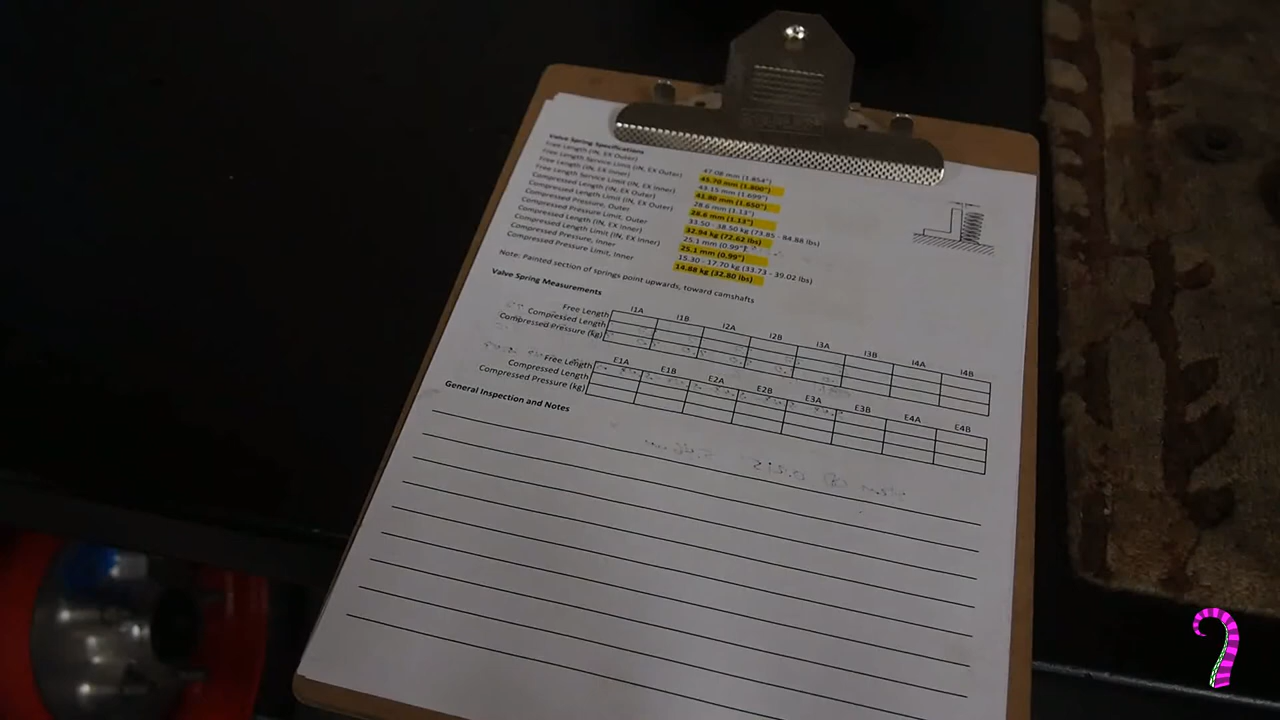 Valve Spring Specifications
Free Length (IN, EX Outer) 47.08 mm (1.854")
Free Length Service Limit (IN, EX Outer) 45.70 mm (1.800")
Free Length (IN, EX Inner) 43.15 mm (1.699")
Free Length Service Limit (IN, EX Inner) 41.80 mm (1.650")
Compressed Length (IN, EX Outer) 28.6 mm (1.13")
Compressed Length Limit (IN, EX Outer) 28.6 mm (1.13")
Compressed Pressure, Outer 33.50 - 38.50 kg (73.85 - 84.88 lbs)
Compressed Pressure Limit, Outer 32.94 kg (72.62 lbs)
Compressed Length (IN, EX Inner) 25.1 mm (0.99")
Compressed Length Limit (IN, EX Inner) 25.1 mm (0.99")
Compressed Pressure, Inner 15.30 - 17.70 kg (33.73 - 39.02 lbs)
Compressed Pressure Limit, Inner 14.88 kg (32.80 lbs)
Note: Painted section of springs point upwards, toward camshafts
Valve Spring Measurements
I1A I1B I2A I2B I3A I3B I4A I4B
Free Length
Compressed Length
Compressed Pressure (kg)
E1A E1B E2A E2B E3A E3B E4A E4B
Free Length
Compressed Length
Compressed Pressure (kg)
General Inspection and Notes